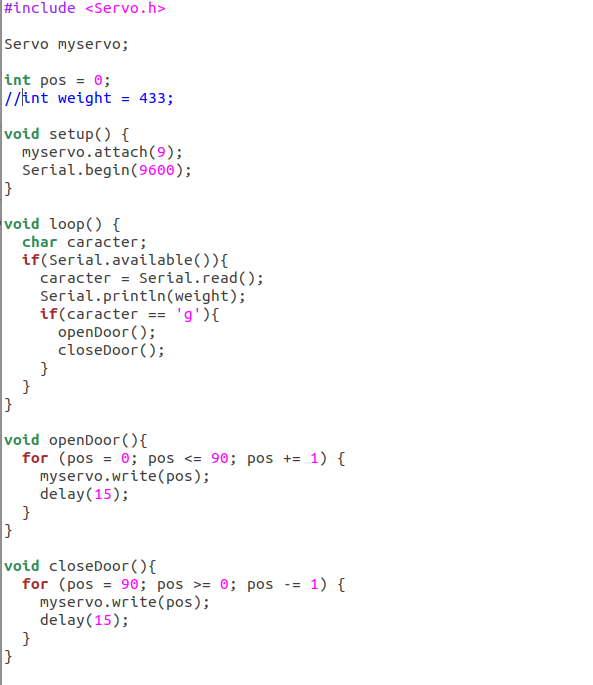 #include <Servo.h>
Servo myservo;
int pos = 0;
//int weight = 433;
void setup() {
myservo.attach(9);
Serial.begin(9600);
}
void loop() {
char caracter;
if(Serial.available()){
caracter = Serial.read();
Serial.println(weight);
if(caracter == 'g'){
openDoor();
closeDoor();
}
}
}
void openDoor(){
for (pos = 0; pos <= 90; pos += 1) {
myservo.write(pos);
delay(15);
}
}
void closeDoor(){
for (pos = 90; pos >= 0; pos -= 1) {
myservo.write(pos);
delay(15);
}
}